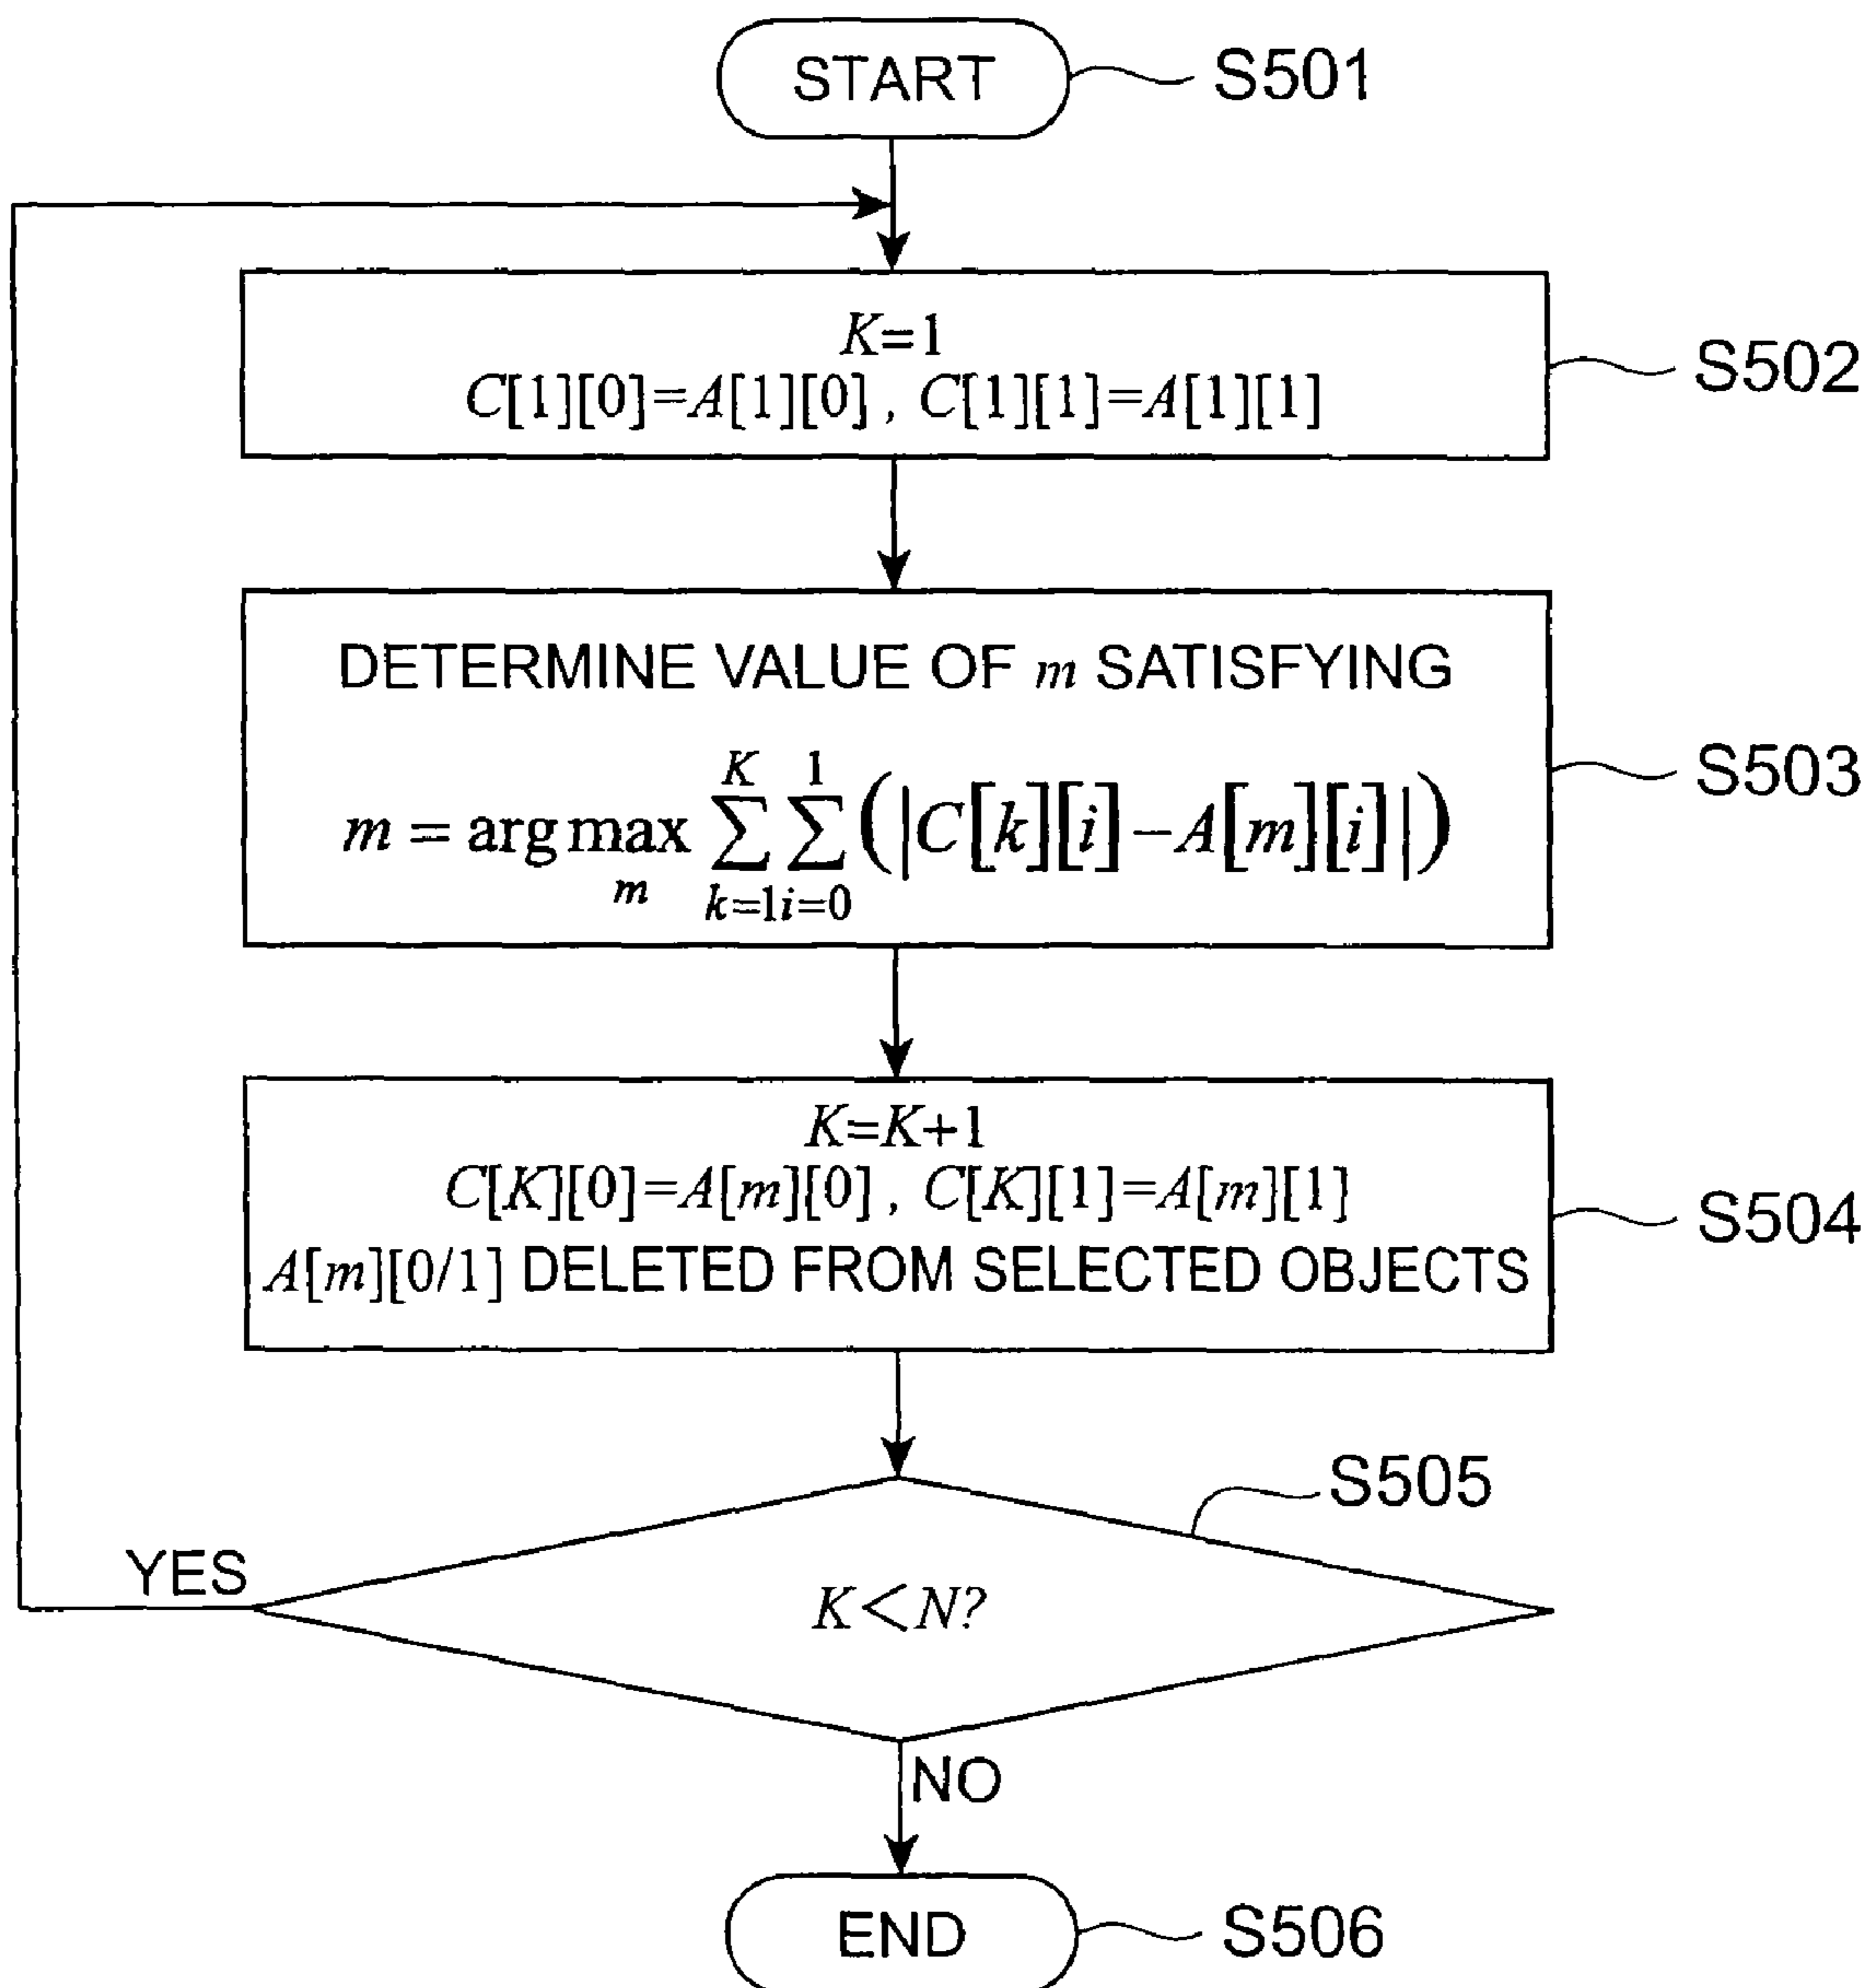 START
S501
K=1
C[1][0]=A[1][0] , C[1][1]=A[1][1]
S502
DETERMINE VALUE OF m SATISFYING
m = arg max_m ∑_{k=1}^{K} ∑_{i=0}^{1} (|C[k][i]−A[m][i]|)
S503
K=K+1
C[K][0]=A[m][0] , C[K][1]=A[m][1]
A[m][0/1] DELETED FROM SELECTED OBJECTS
S504
S505
YES
K<N?
NO
END
S506